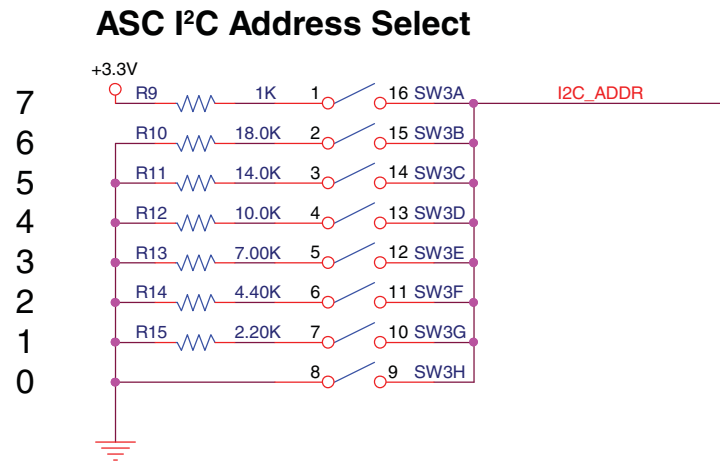 ASC I²C Address Select
+3.3V
7 R9 1K 1 16 SW3A I2C_ADDR
6 R10 18.0K 2 15 SW3B
5 R11 14.0K 3 14 SW3C
4 R12 10.0K 4 13 SW3D
3 R13 7.00K 5 12 SW3E
2 R14 4.40K 6 11 SW3F
1 R15 2.20K 7 10 SW3G
0 8 9 SW3H